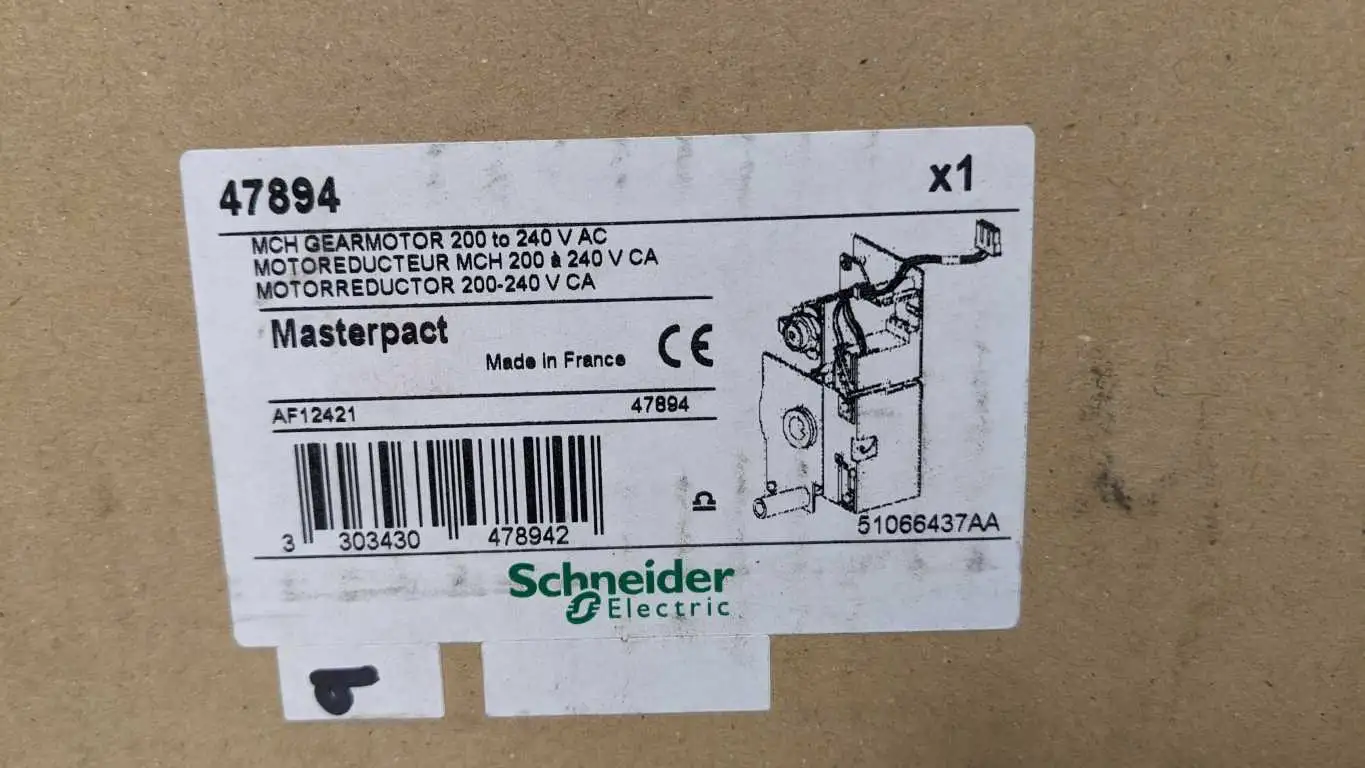 47894
x1
MCH GEARMOTOR 200 to 240 V AC
MOTOREDUCTEUR MCH 200 à 240 V CA
MOTORREDUCTOR 200-240 V CA
Masterpact
Made in France
CE
AF12421
47894
3 303430 478942
51066437AA
Schneider
Electric